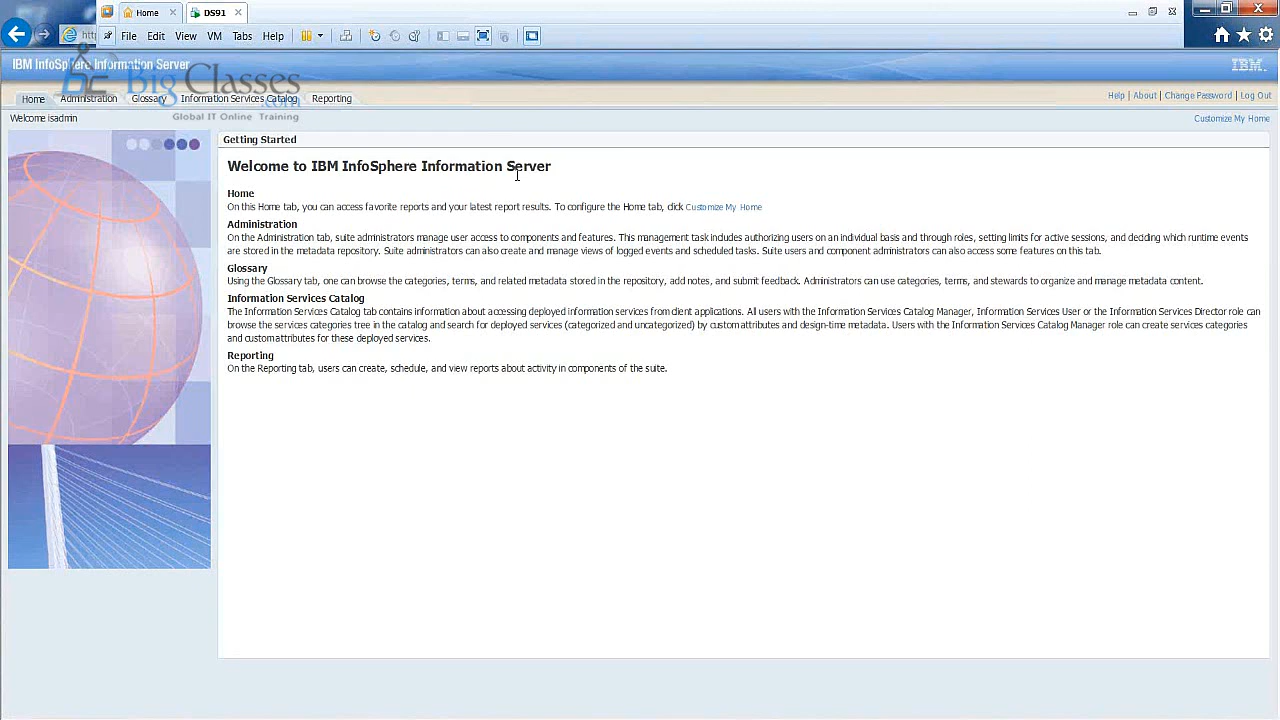 Home
DS91
File Edit View VM Tabs Help
IBM InfoSphere Information Server
IBM.
BigClasses
.com
Global IT Online Training
Home Administration Glossary Information Services Catalog Reporting
Help | About | Change Password | Log Out
Welcome isadmin
Customize My Home
Getting Started
Welcome to IBM InfoSphere Information Server
Home
On this Home tab, you can access favorite reports and your latest report results. To configure the Home tab, click Customize My Home
Administration
On the Administration tab, suite administrators manage user access to components and features. This management task includes authorizing users on an individual basis and through roles, setting limits for active sessions, and deciding which runtime events
are stored in the metadata repository. Suite administrators can also create and manage views of logged events and scheduled tasks. Suite users and component administrators can also access some features on this tab.
Glossary
Using the Glossary tab, one can browse the categories, terms, and related metadata stored in the repository, add notes, and submit feedback. Administrators can use categories, terms, and stewards to organize and manage metadata content.
Information Services Catalog
The Information Services Catalog tab contains information about accessing deployed information services from client applications. All users with the Information Services Catalog Manager, Information Services User or the Information Services Director role can
browse the services categories tree in the catalog and search for deployed services (categorized and uncategorized) by custom attributes and design-time metadata. Users with the Information Services Catalog Manager role can create services categories
and custom attributes for these deployed services.
Reporting
On the Reporting tab, users can create, schedule, and view reports about activity in components of the suite.